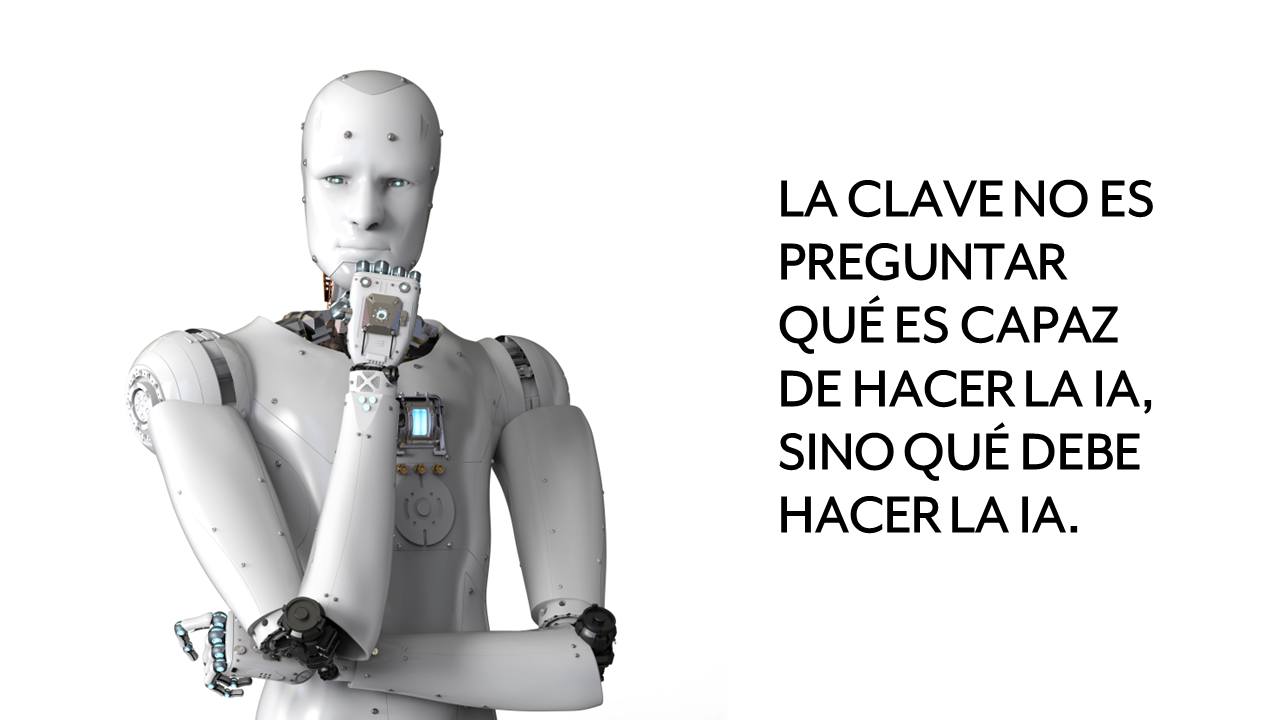 LA CLAVE NO ES
PREGUNTAR
QUÉ ES CAPAZ
DE HACER LA IA,
SINO QUÉ DEBE
HACER LA IA.